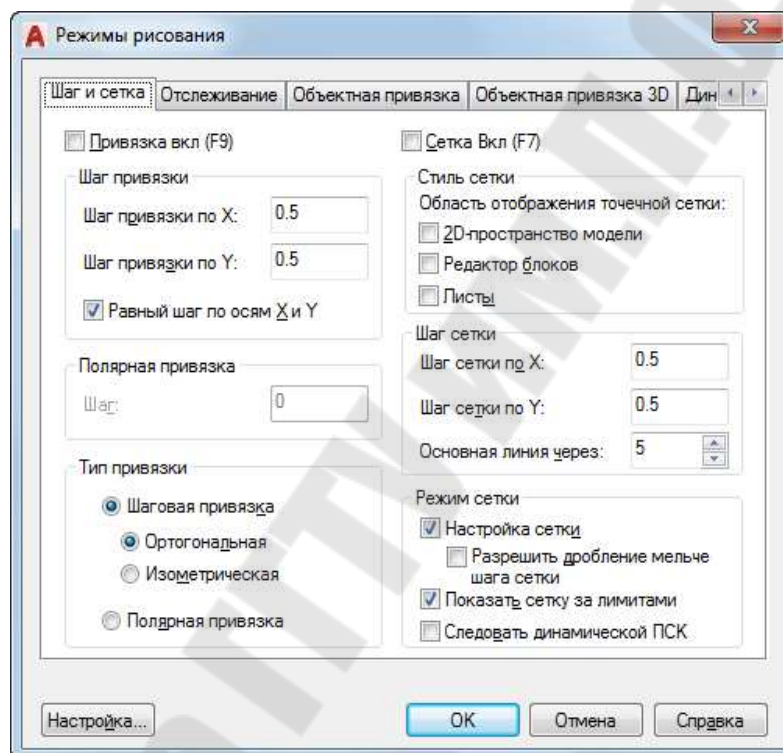 Режимы рисования
Шаг и сетка Отслеживание Объектная привязка Объектная привязка 3D Дин
Привязка вкл (F9)
Шаг привязки
Шаг привязки по X: 0.5
Шаг привязки по Y: 0.5
Равный шаг по осям X и Y
Полярная привязка
Шаг: 0
Тип привязки
Шаговая привязка
Ортогональная
Изометрическая
Полярная привязка
Сетка Вкл (F7)
Стиль сетки
Область отображения точечной сетки:
2D-пространство модели
Редактор блоков
Листы
Шаг сетки
Шаг сетки по X: 0.5
Шаг сетки по Y: 0.5
Основная линия через: 5
Режим сетки
Настройка сетки
Разрешить дробление мельче
шага сетки
Показать сетку за лимитами
Следовать динамической ПСК
Настройка... ОК Отмена Справка